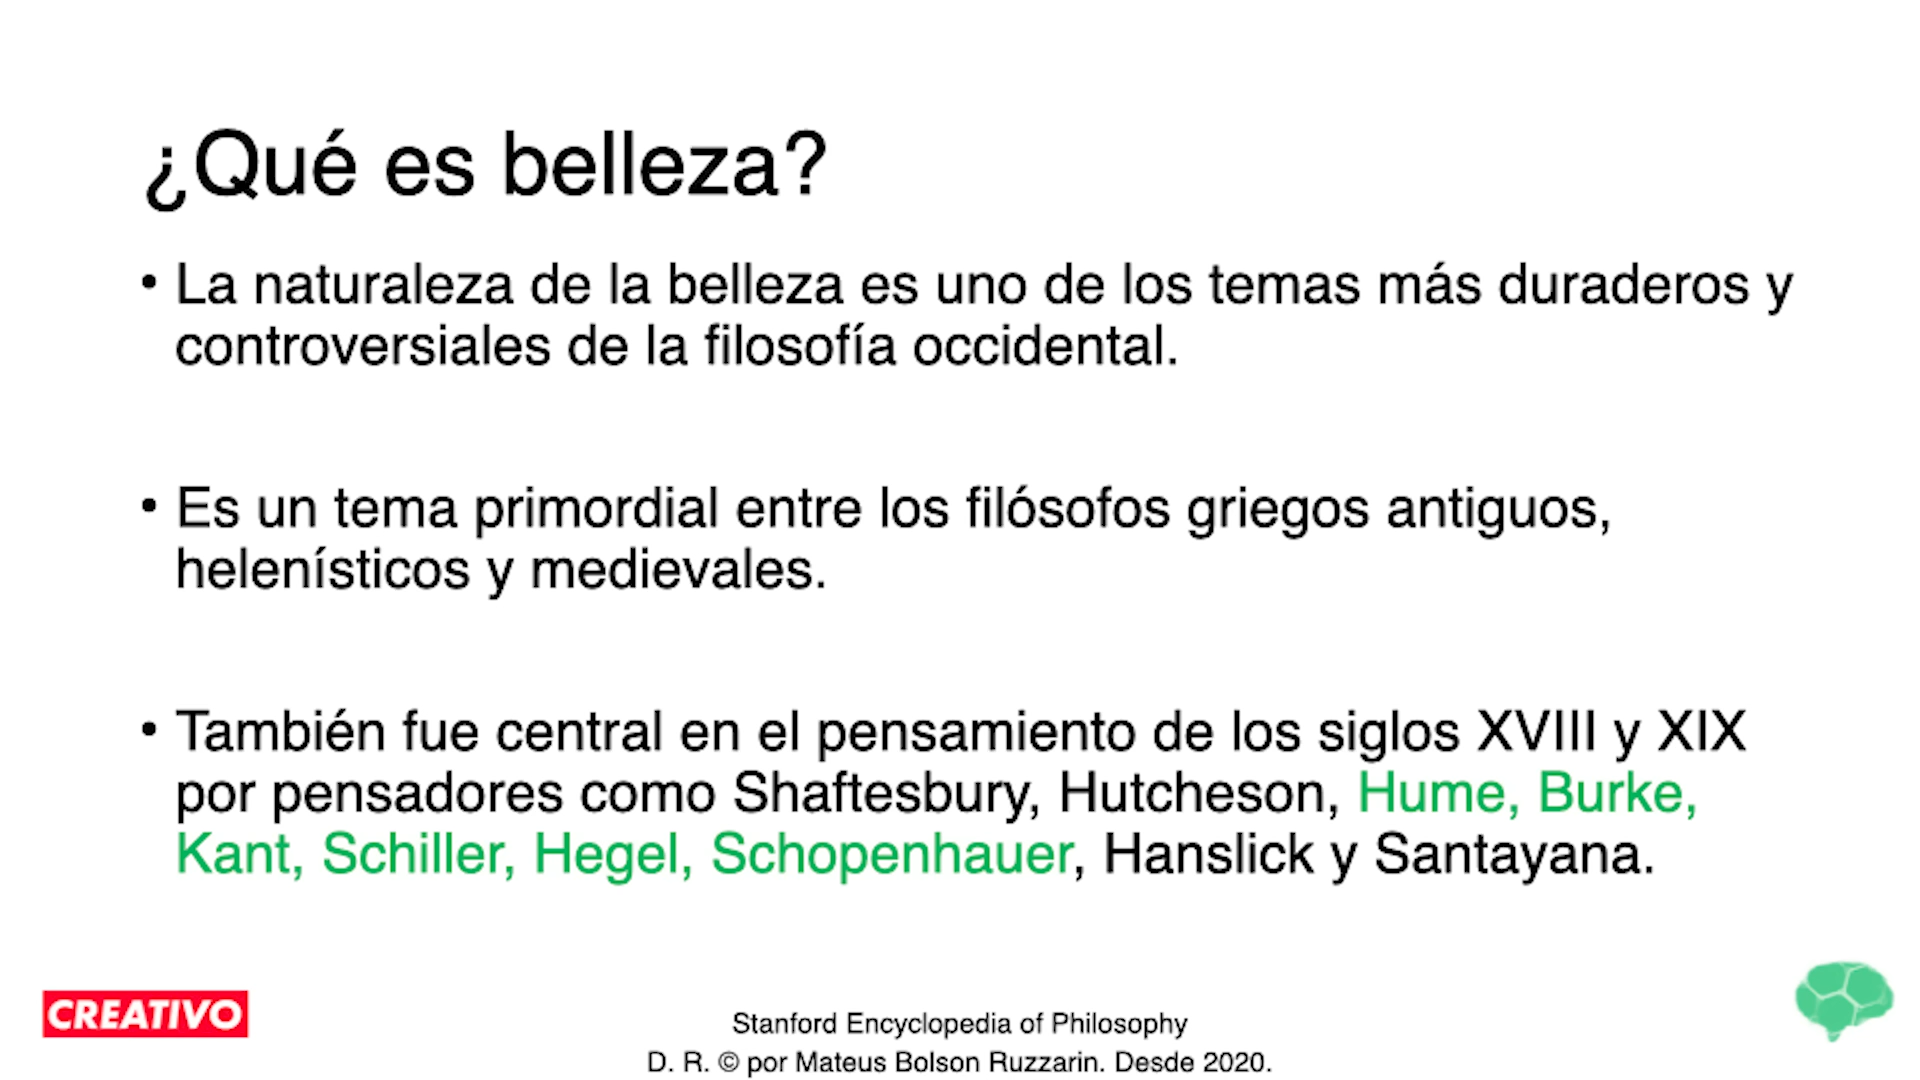 ¿Qué es belleza?
• La naturaleza de la belleza es uno de los temas más duraderos y
controversiales de la filosofía occidental.
• Es un tema primordial entre los filósofos griegos antiguos,
helenísticos y medievales.
• También fue central en el pensamiento de los siglos XVIII y XIX
por pensadores como Shaftesbury, Hutcheson, Hume, Burke,
Kant, Schiller, Hegel, Schopenhauer, Hanslick y Santayana.
CREATIVO
Stanford Encyclopedia of Philosophy
D. R. © por Mateus Bolson Ruzzarin. Desde 2020.